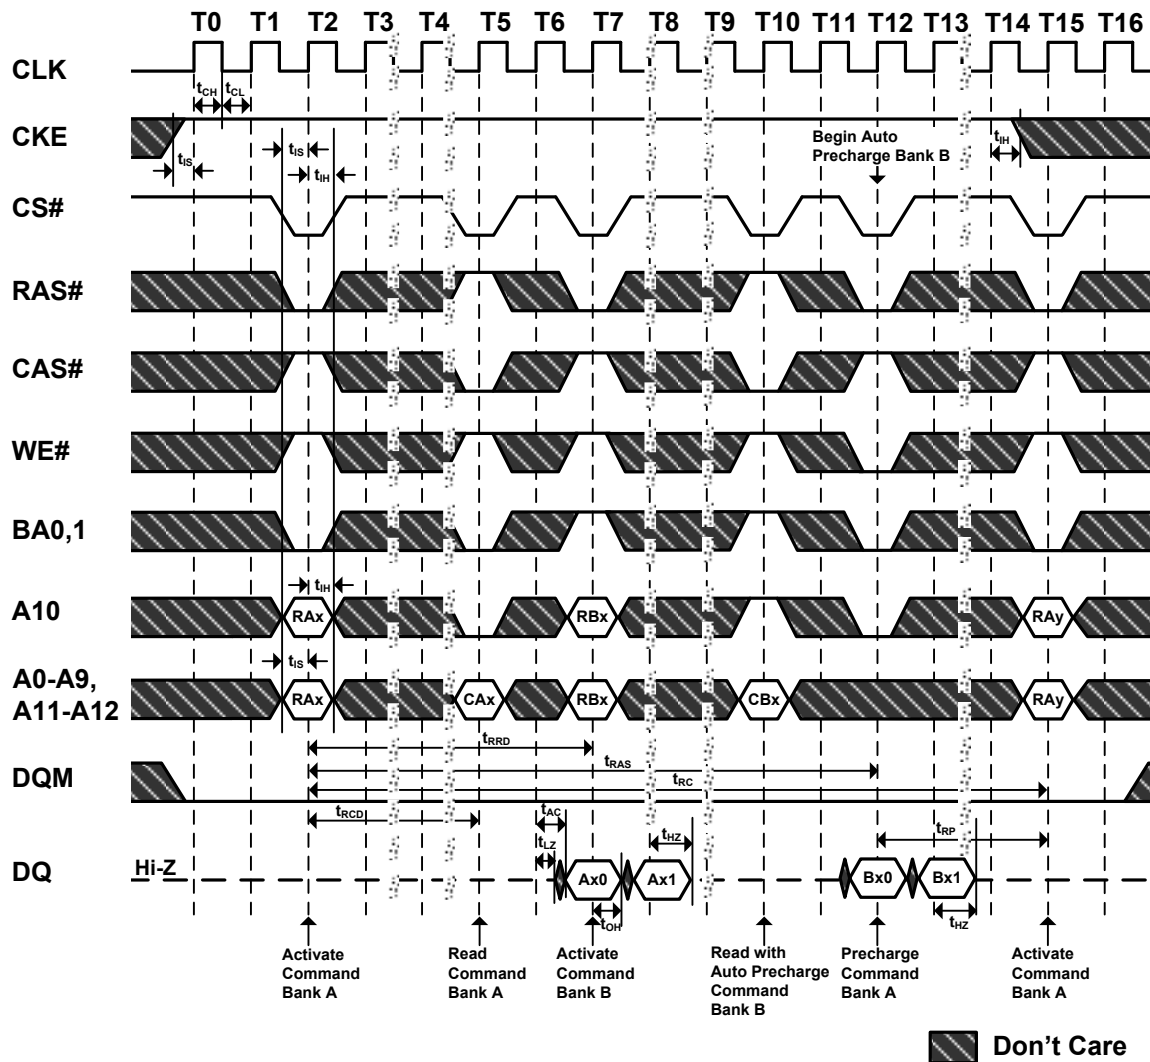 T0 T1 T2 T3 T4 T5 T6 T7 T8 T9 T10 T11 T12 T13 T14 T15 T16
CLK
tCH tCL
CKE
tIS
tIS
tIH
Begin Auto
Precharge Bank B
tIH
CS#
RAS#
CAS#
WE#
BA0,1
tIH
A10
RAx RBx RAy
tIS
A0-A9,
A11-A12
RAx CAx RBx CBx RAy
tRRD
tRAS
DQM
tRC
tRCD
tAC
tLZ
tHZ
tRP
DQ
Hi-Z
Ax0 Ax1 Bx0 Bx1
tOH
tHZ
Activate
Command
Bank A
Read
Command
Bank A
Activate
Command
Bank B
Read with
Auto Precharge
Command
Bank B
Precharge
Command
Bank A
Activate
Command
Bank A
Don't Care